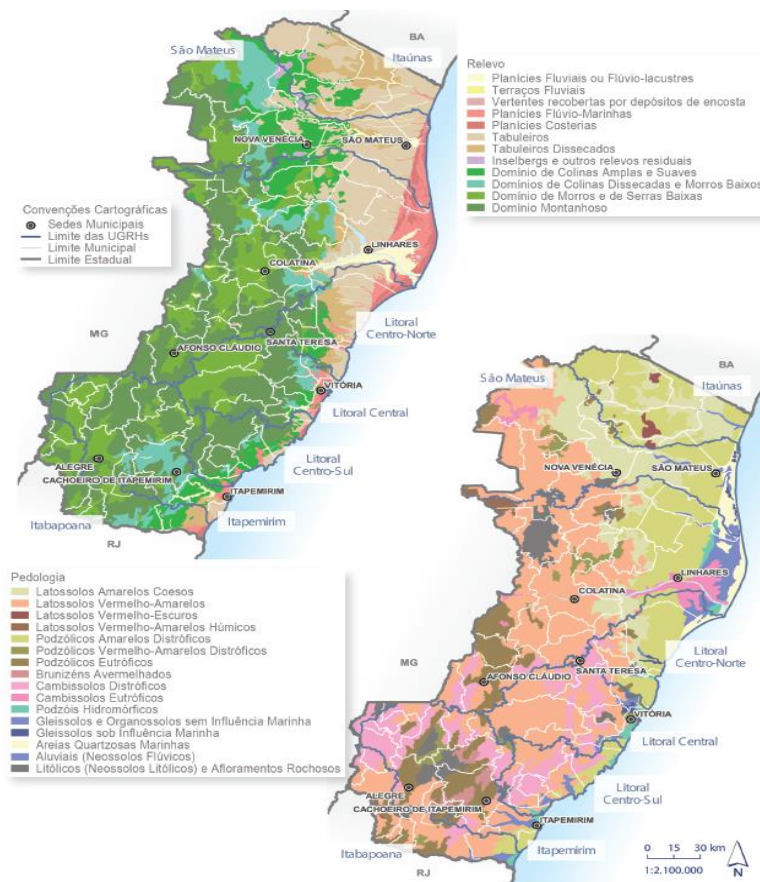 BA
São Mateus
Itaúnas
NOVA VENÉCIA
SÃO MATEUS
LINHARES
COLATINA
MG
Litoral
Centro-Norte
AFONSO CLÁUDIO
SANTA TERESA
VITÓRIA
Litoral Central
Litoral
Centro-Sul
ALEGRE
CACHOEIRO DE ITAPEMIRIM
ITAPEMIRIM
Itabapoana
Itapemirim
RJ
Relevo
Planícies Fluviais ou Flúvio-lacustres
Terraços Fluviais
Vertentes recobertas por depósitos de encosta
Planícies Flúvio-Marinhas
Planícies Costerias
Tabuleiros
Tabuleiros Dissecados
Inselbergs e outros relevos residuais
Domínio de Colinas Amplas e Suaves
Domínios de Colinas Dissecadas e Morros Baixos
Domínio de Morros e de Serras Baixas
Domínio Montanhoso
Convenções Cartográficas
Sedes Municipais
Limite das UGRHs
Limite Municipal
Limite Estadual
BA
São Mateus
Itaúnas
NOVA VENÉCIA
SÃO MATEUS
LINHARES
COLATINA
MG
Litoral
Centro-Norte
AFONSO CLÁUDIO
SANTA TERESA
VITÓRIA
Litoral Central
Litoral
Centro-Sul
ALEGRE
CACHOEIRO DE ITAPEMIRIM
ITAPEMIRIM
Itabapoana
Itapemirim
RJ
Pedologia
Latossolos Amarelos Coesos
Latossolos Vermelho-Amarelos
Latossolos Vermelho-Escuros
Latossolos Vermelho-Amarelos Húmicos
Podzólicos Amarelos Distróficos
Podzólicos Vermelho-Amarelos Distróficos
Podzólicos Eutróficos
Brunizéns Avermelhados
Cambissolos Distróficos
Cambissolos Eutróficos
Podzóis Hidromórficos
Gleissolos e Organossolos sem Influência Marinha
Gleissolos sob Influência Marinha
Areias Quartzosas Marinhas
Aluviais (Neossolos Flúvicos)
Litólicos (Neossolos Litólicos) e Afloramentos Rochosos
0 15 30 km
1:2.100.000
N